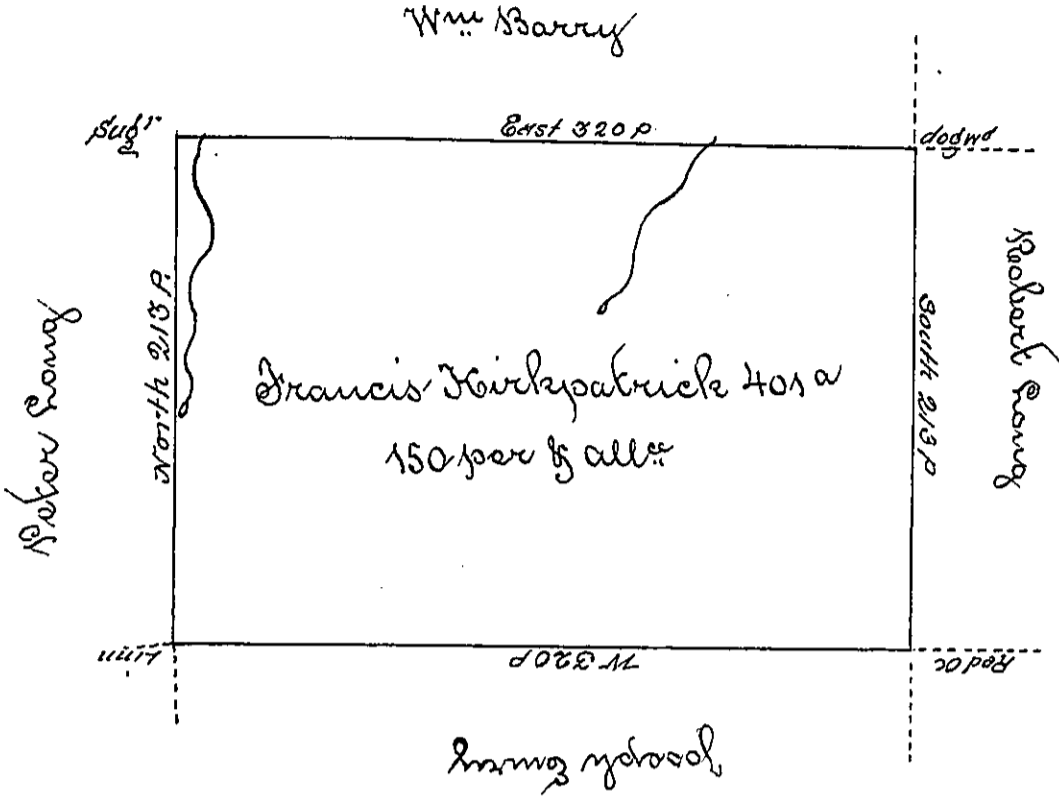 Wm Barry
Sugr
East 320 P.
dogwd
Peter Long
North 213 P.
Francis Kirkpatrick 401 a
150 per & allce
South 213 P
Robert Long
Linn
W 320 P
Red Oc
Joseph